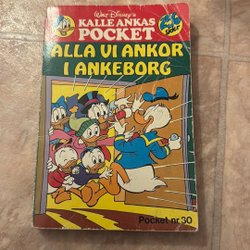 Walt Disney's
KALLE ANKAS
POCKET
ALLA VI ANKOR
I ANKEBORG
Pocket nr 30